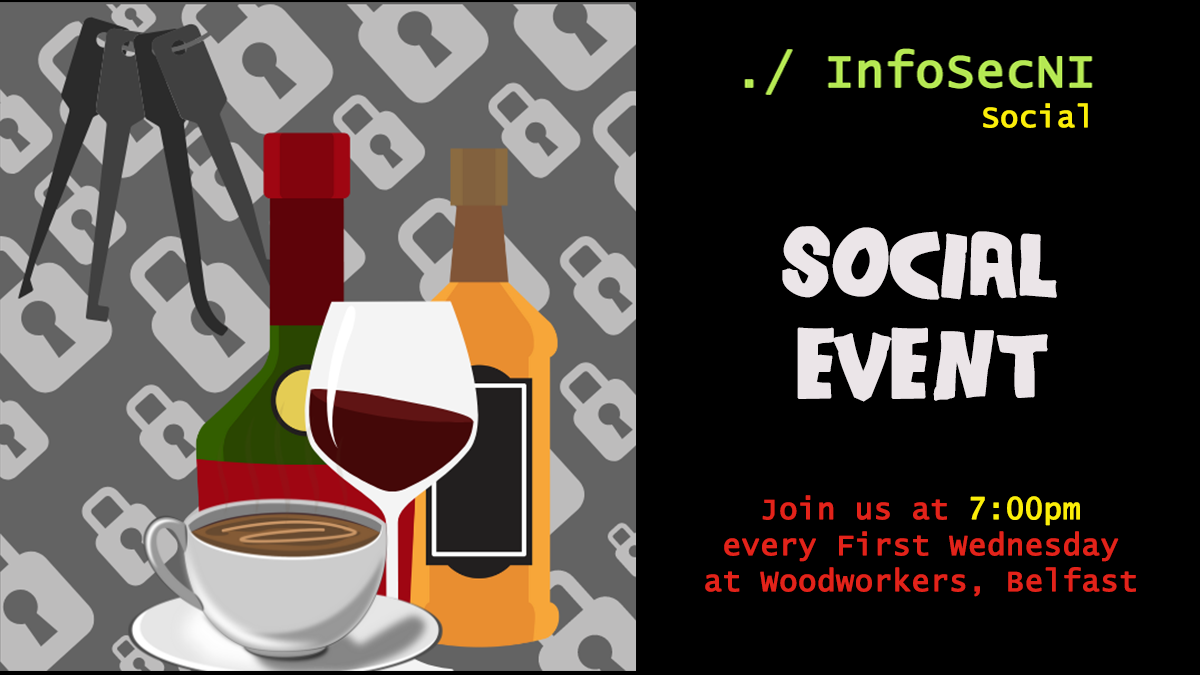 ./ InfoSecNI
Social
SOCIAL
EVENT
Join us at 7:00pm
every First Wednesday
at Woodworkers, Belfast